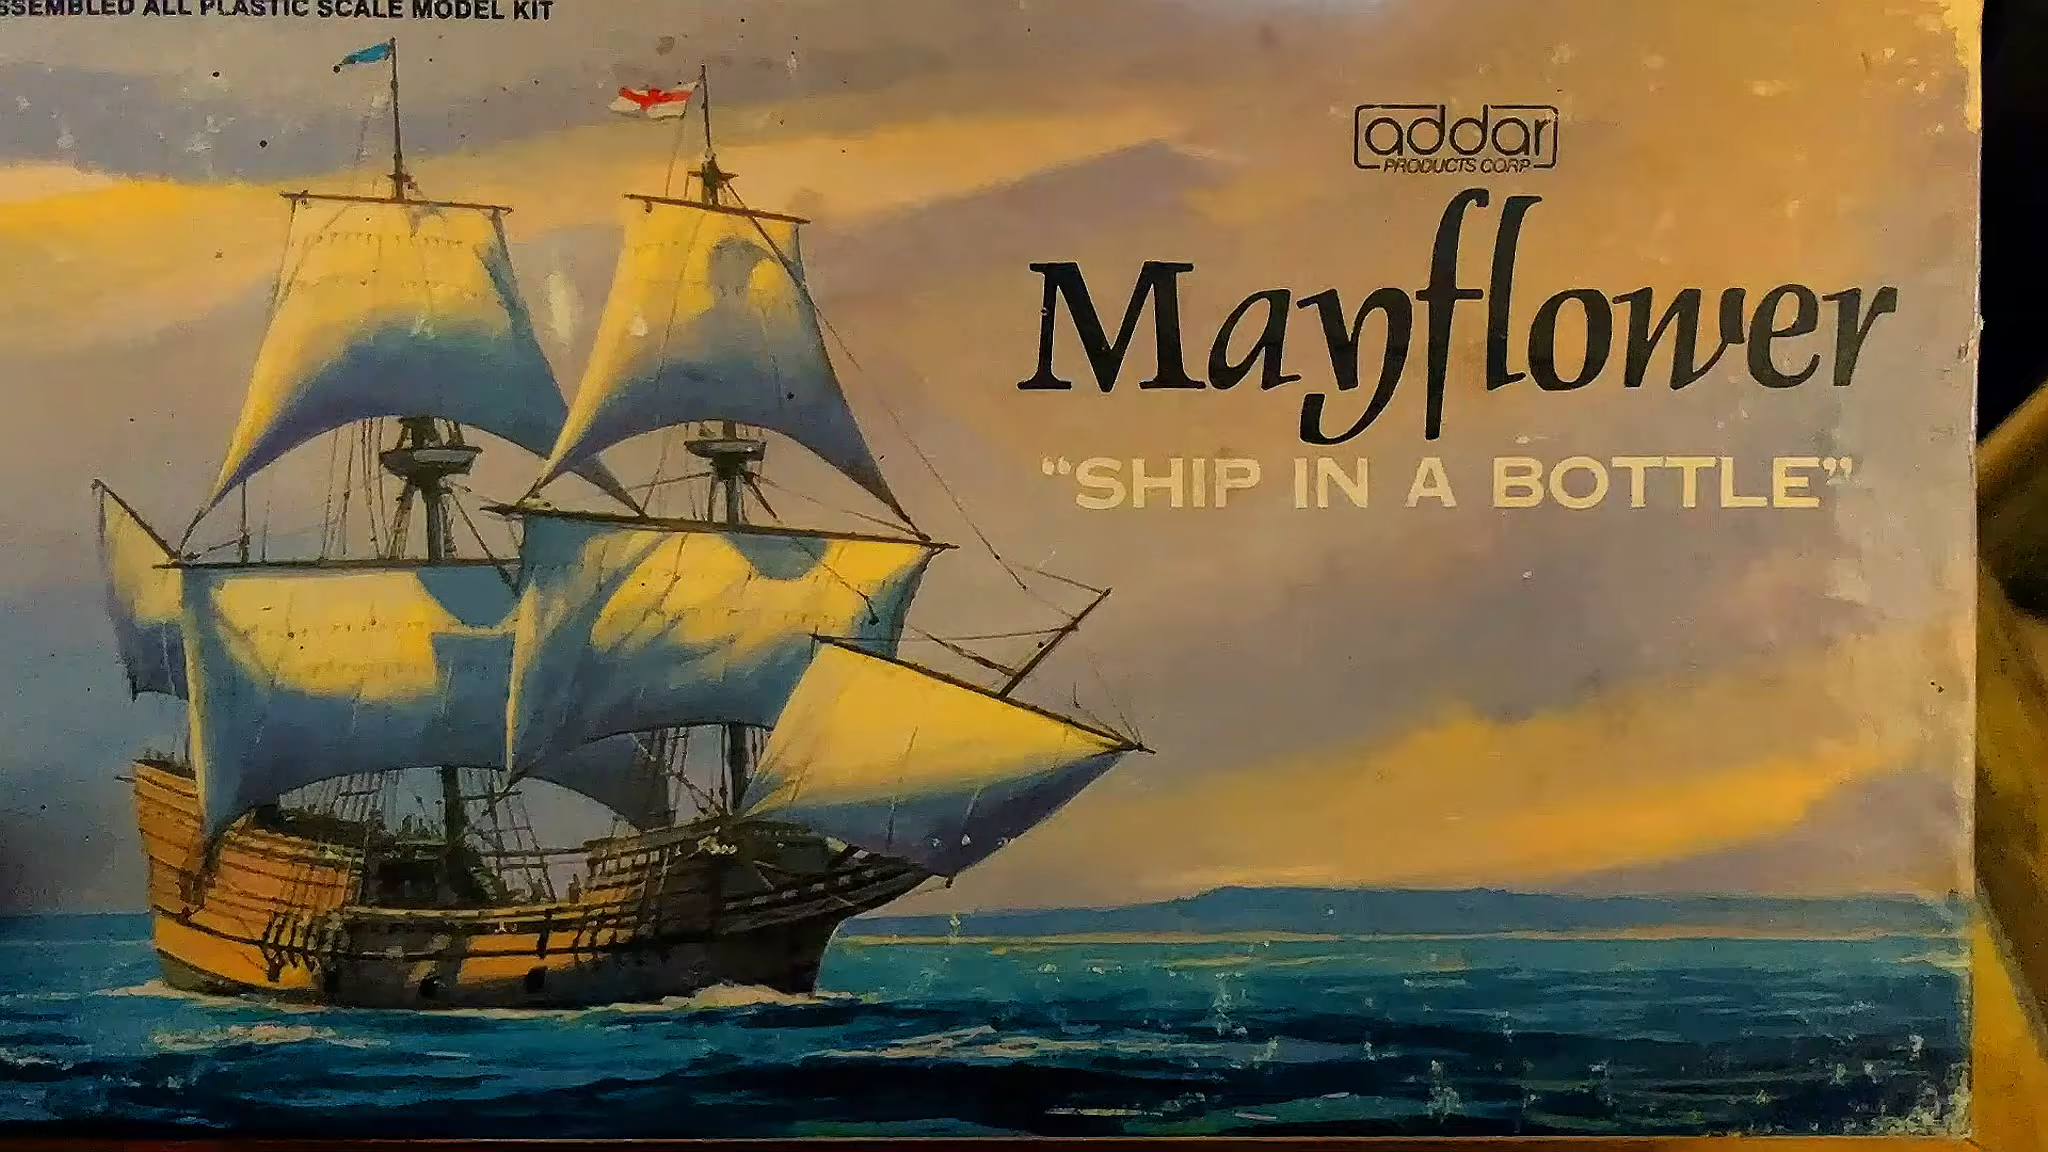 SSEMBLED ALL PLASTIC SCALE MODEL KIT
addar
PRODUCTS CORP
Mayflower
“SHIP IN A BOTTLE”